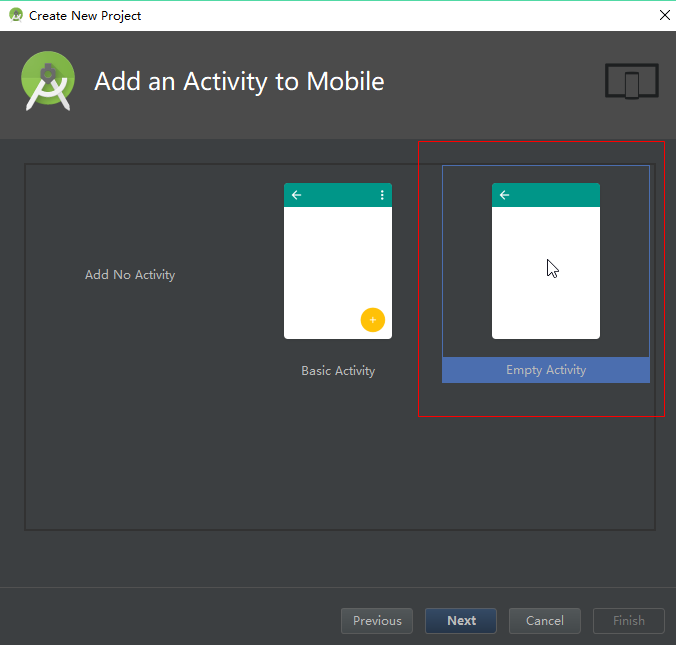 Create New Project
Add an Activity to Mobile
Add No Activity
Basic Activity
Empty Activity
Previous
Next
Cancel
Finish